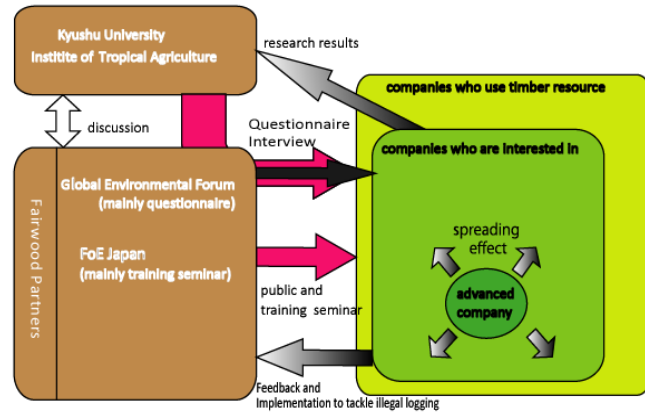 Kyushu University
Institite of Tropical Agriculture
research results
companies who use timber resource
discussion
Questionnaire
Interview
companies who are interested in
Fairwood Partners
Global Environmental Forum
(mainly questionnaire)
FoE Japan
(mainly training seminar)
spreading
effect
advanced
company
public and
training seminar
Feedback and
Implementation to tackle illegal logging